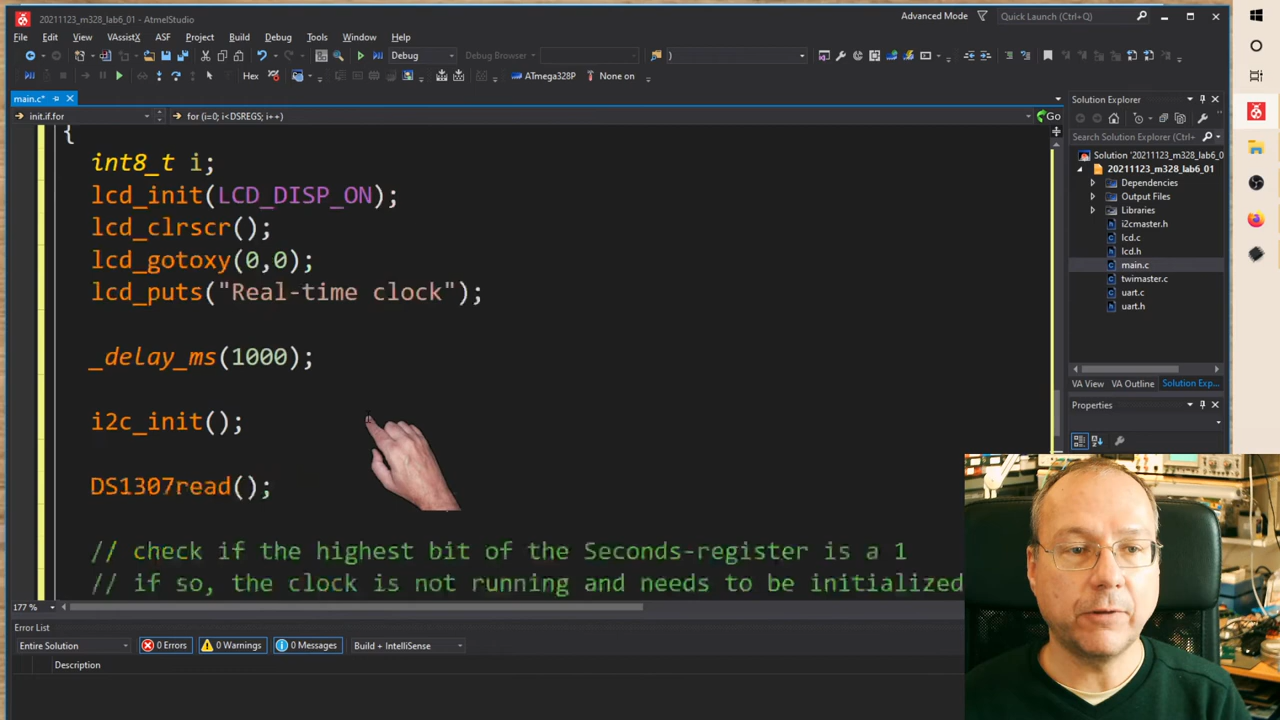 20211123_m328_lab6_01 - AtmelStudio
Advanced Mode
Quick Launch (Ctrl+Q)
File Edit View VAssistX ASF Project Build Debug Tools Window Help
Debug
Debug Browser
)
Hex
ATmega328P
None on
main.c*
init.if.for
for (i=0; i<DSREGS; i++)
Go
{
int8_t i;
lcd_init(LCD_DISP_ON);
lcd_clrscr();
lcd_gotoxy(0,0);
lcd_puts("Real-time clock");
_delay_ms(1000);
i2c_init();
DS1307read();
// check if the highest bit of the Seconds-register is a 1
// if so, the clock is not running and needs to be initialized
177 %
Solution Explorer
Search Solution Explorer (Ctrl+
Solution '20211123_m328_lab6_0
20211123_m328_lab6_01
Dependencies
Output Files
Libraries
i2cmaster.h
lcd.c
lcd.h
main.c
twimaster.c
uart.c
uart.h
VA View
VA Outline
Solution Exp...
Properties
Error List
Entire Solution
0 Errors
0 Warnings
0 Messages
Build + IntelliSense
Description